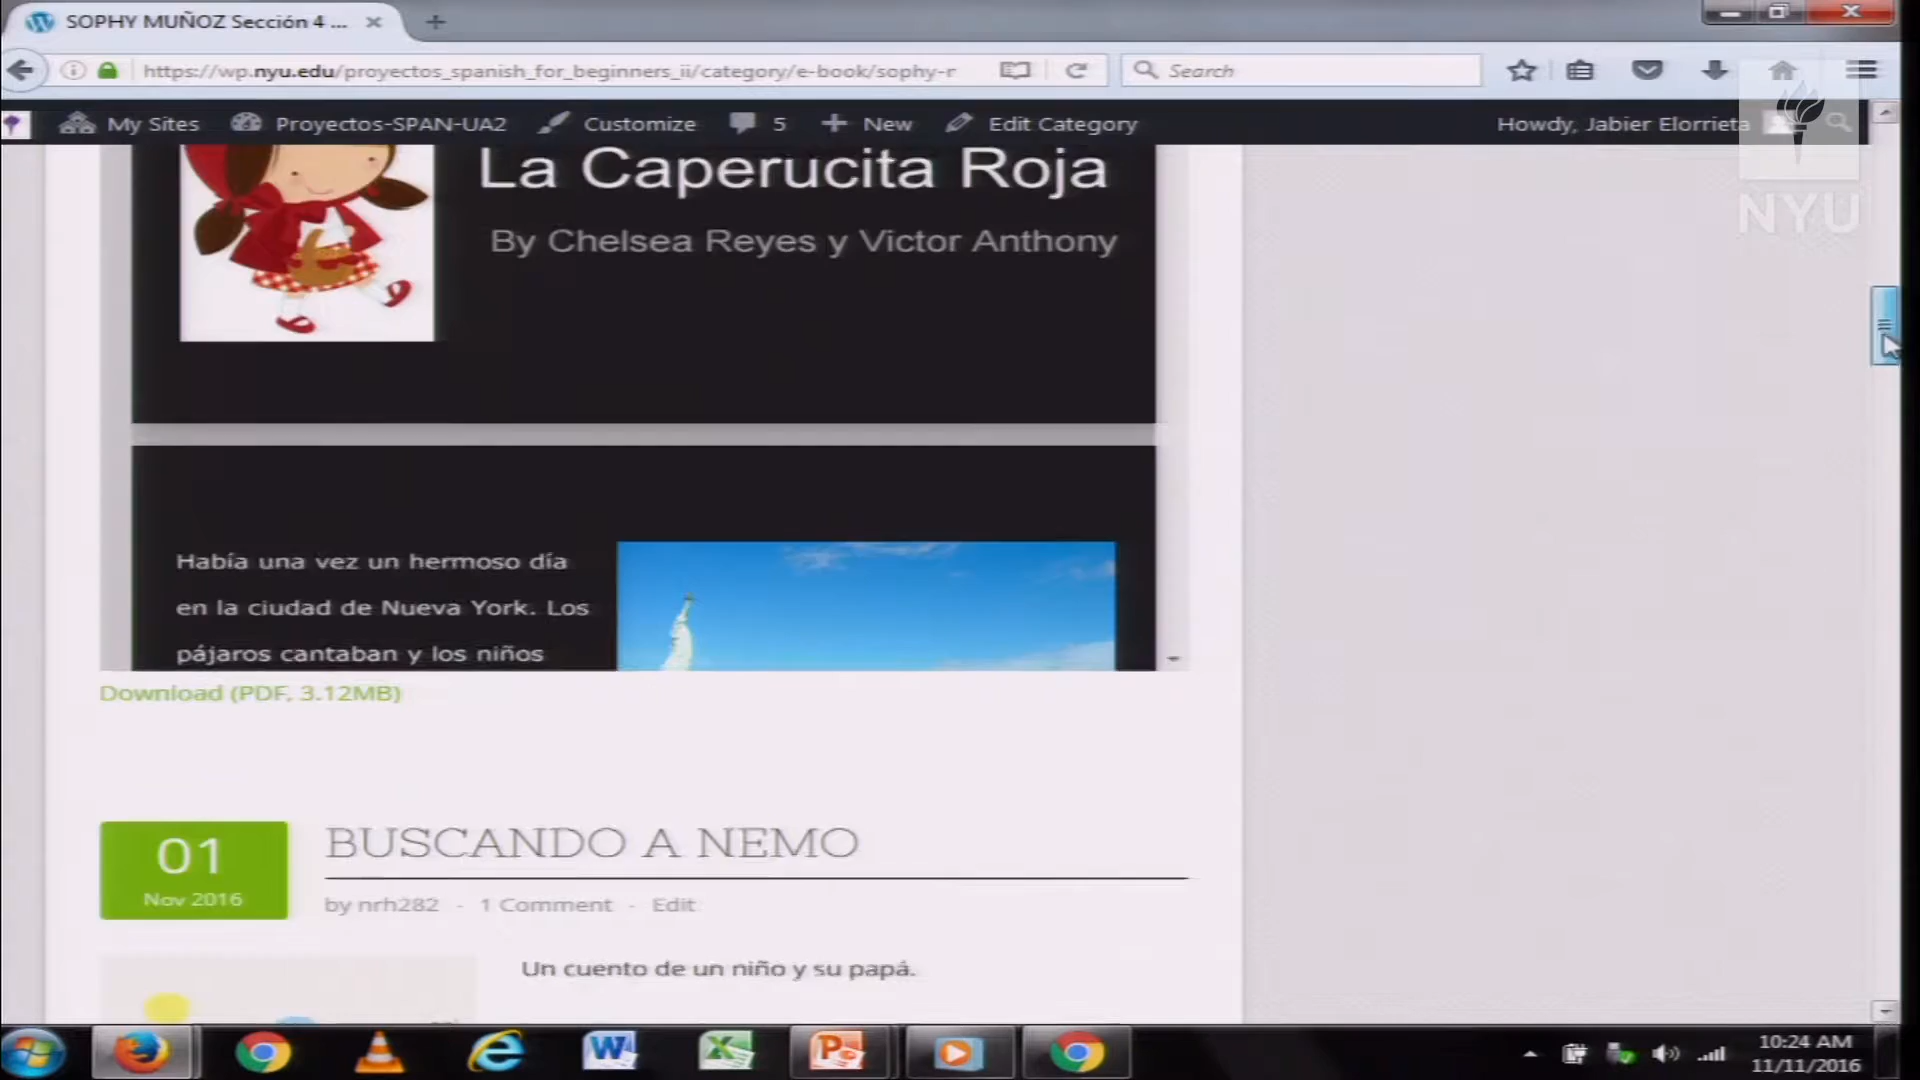 SOPHY MUÑOZ Sección 4 ...
https://wp.nyu.edu/proyectos_spanish_for_beginners_ii/category/e-book/sophy-r
Search
My Sites
Proyectos-SPAN-UA2
Customize
5
New
Edit Category
Howdy, Jabier Elorrieta
NYU
La Caperucita Roja
By Chelsea Reyes y Victor Anthony
Había una vez un hermoso día
en la ciudad de Nueva York. Los
pájaros cantaban y los niños
Download (PDF, 3.12MB)
01
Nov 2016
BUSCANDO A NEMO
by nrh282 - 1 Comment - Edit
Un cuento de un niño y su papá.
10:24 AM
11/11/2016